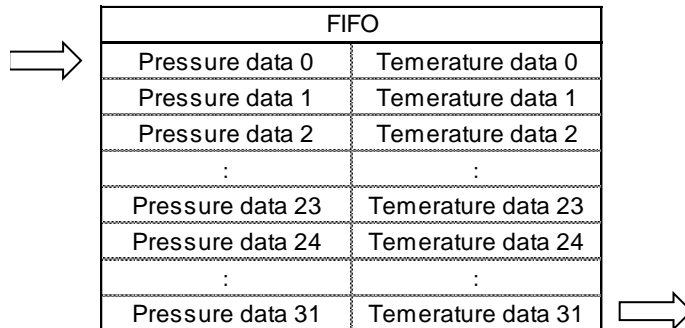 FIFO
Pressure data 0 Temerature data 0
Pressure data 1 Temerature data 1
Pressure data 2 Temerature data 2
: :
Pressure data 23 Temerature data 23
Pressure data 24 Temerature data 24
: :
Pressure data 31 Temerature data 31